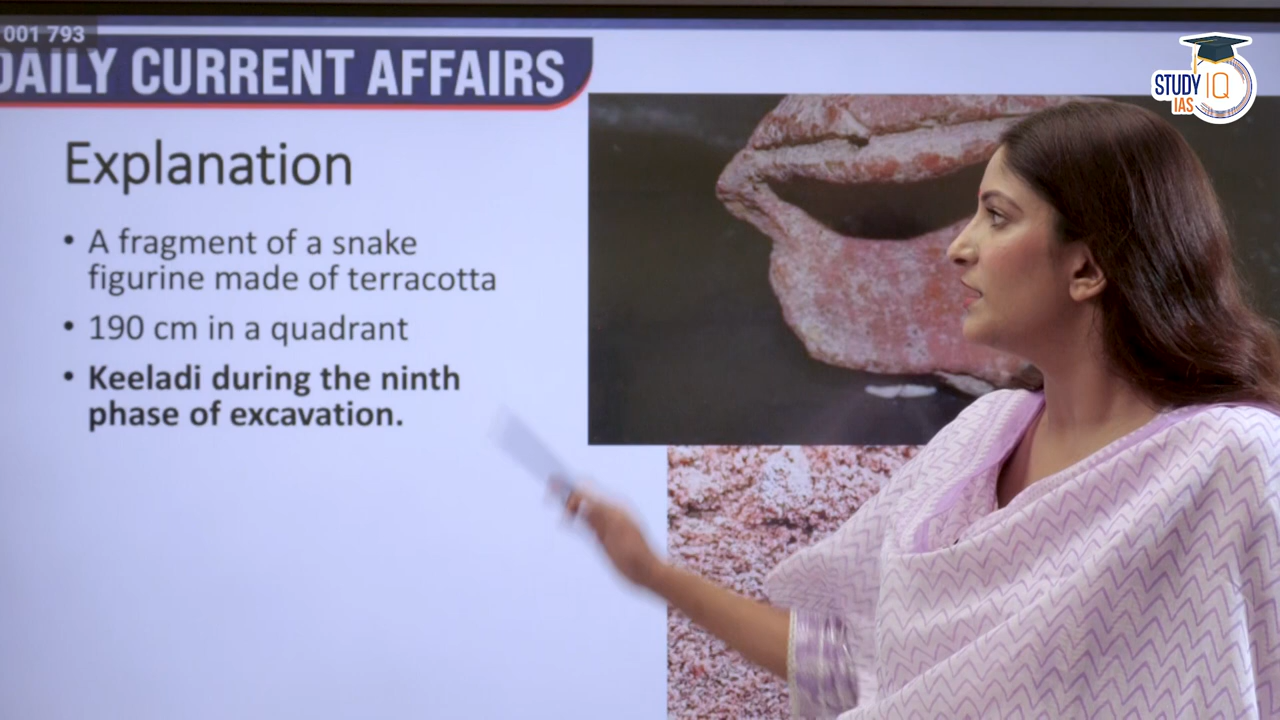 001 793
DAILY CURRENT AFFAIRS
STUDY IQ
IAS
Explanation
• A fragment of a snake
figurine made of terracotta
• 190 cm in a quadrant
• Keeladi during the ninth
phase of excavation.